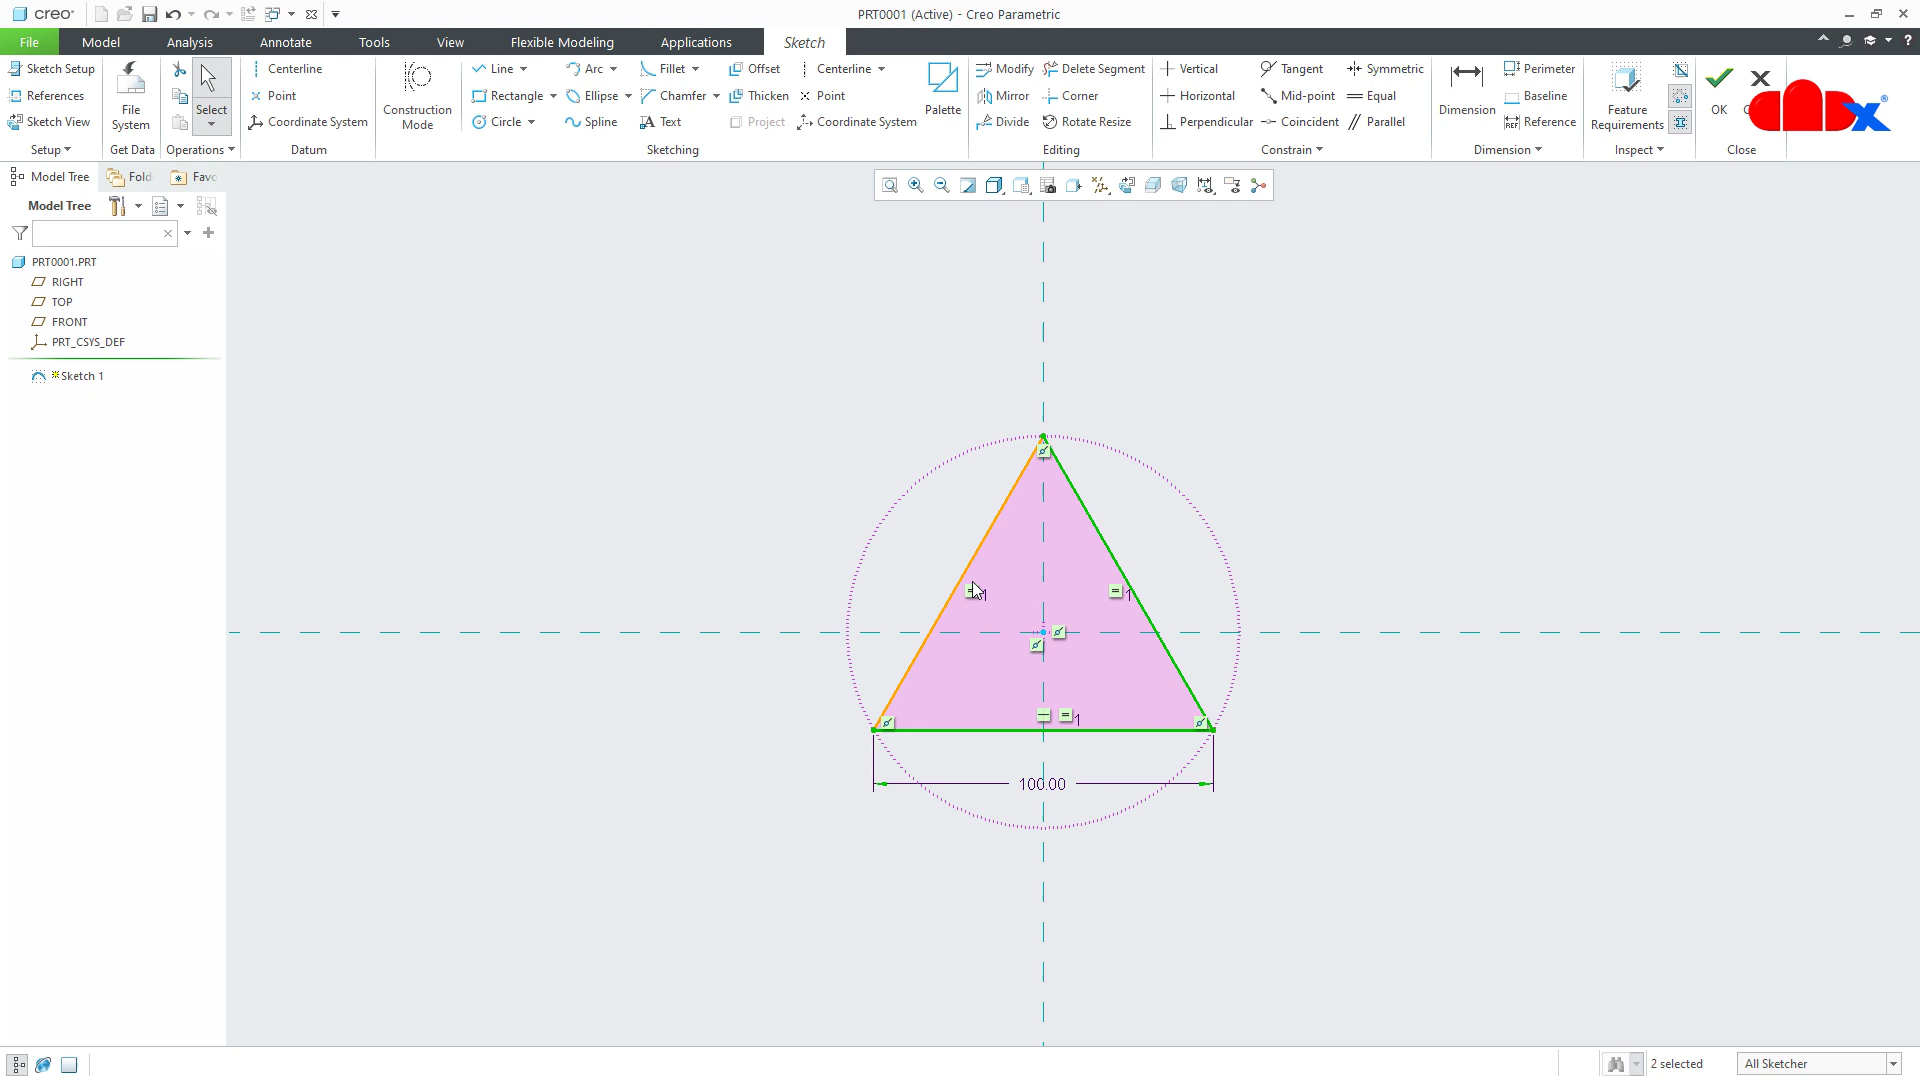 creo®
PRT0001 (Active) - Creo Parametric
File Model Analysis Annotate Tools View Flexible Modeling Applications Sketch
Sketch Setup
References
Sketch View
Setup
File System
Get Data
Select
Operations
Centerline
Point
Coordinate System
Datum
Construction Mode
Line Arc Fillet Offset Centerline
Rectangle Ellipse Chamfer Thicken Point
Circle Spline Text Project Coordinate System
Palette
Sketching
Modify Delete Segment
Mirror Corner
Divide Rotate Resize
Editing
Vertical Tangent Symmetric
Horizontal Mid-point Equal
Perpendicular Coincident Parallel
Constrain
Dimension
Perimeter
Baseline
Reference
Dimension
Feature Requirements
Inspect
OK
Close
Model Tree Fold Favo
Model Tree
PRT0001.PRT
RIGHT
TOP
FRONT
PRT_CSYS_DEF
Sketch 1
1
1
1
100.00
2 selected
All Sketcher